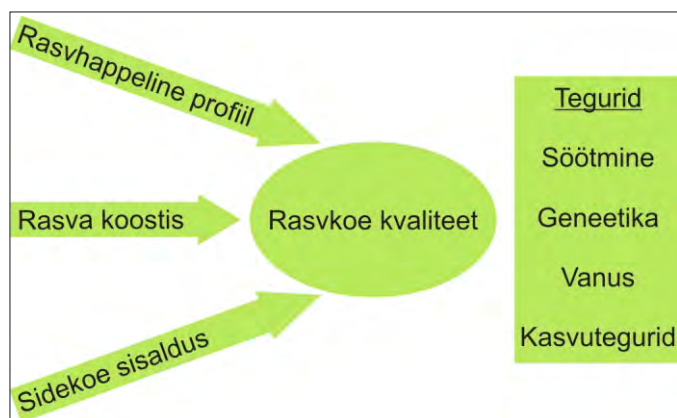 Rasvhappeline profiil
Rasva koostis
Sidekoe sisaldus
Rasvkoe kvaliteet
Tegurid
Söötmine
Geneetika
Vanus
Kasvutegurid